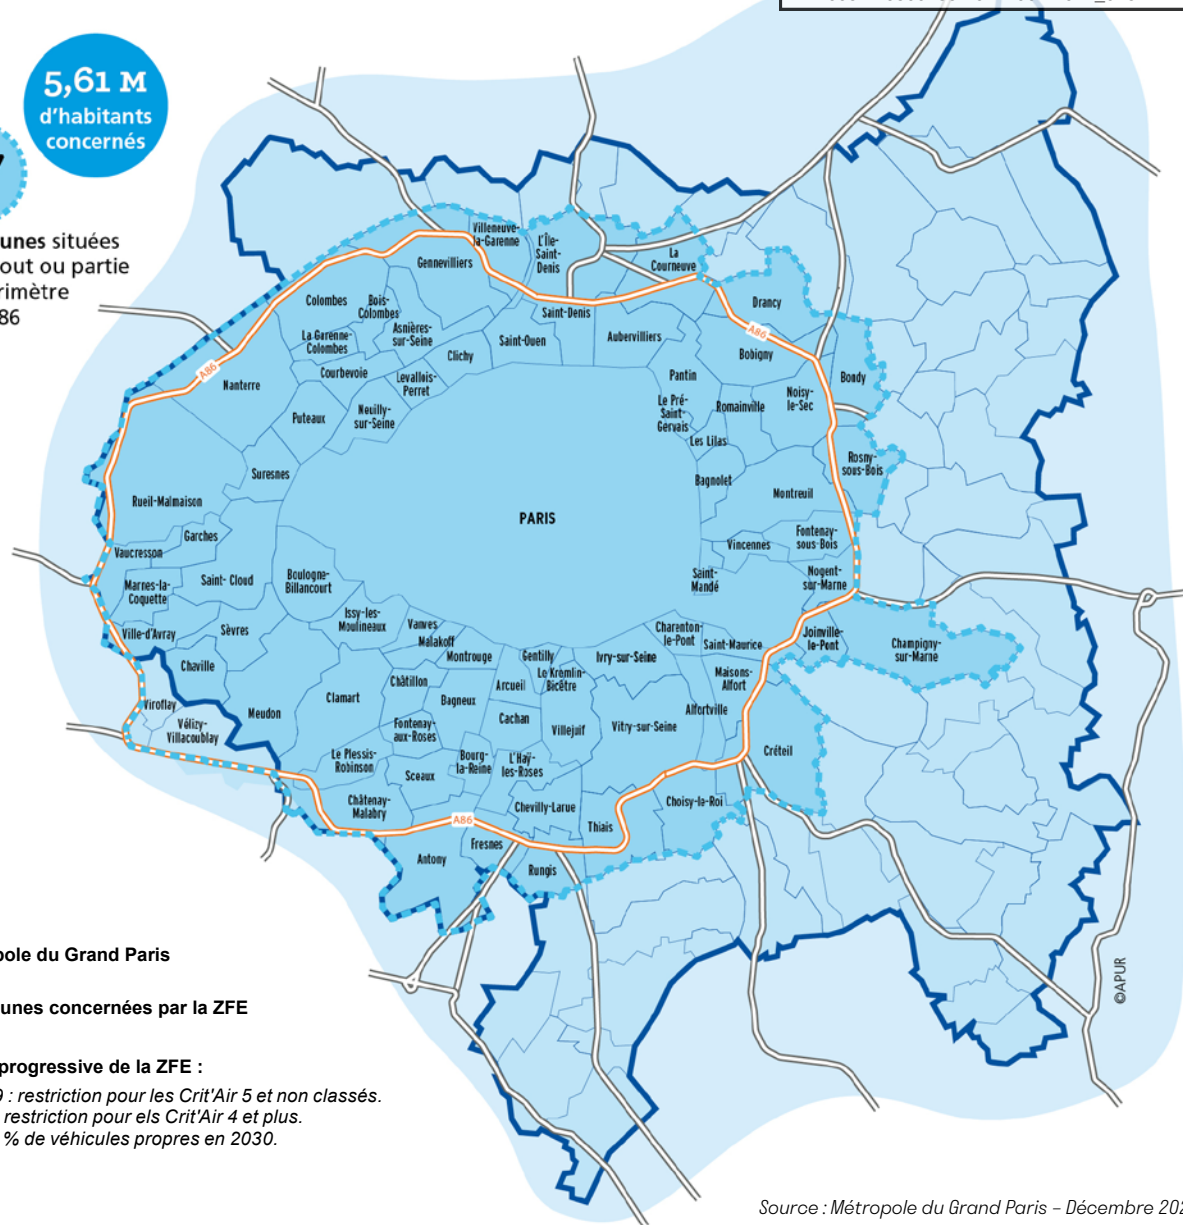 5,61 M
d'habitants
concernés
unes situées
out ou partie
rimètre
86
Villeneuve-
la-Garenne
L'Île-
Saint-
Denis
La
Courneuve
Gennevilliers
Colombes
Bois-
Colombes
Drancy
Saint-Denis
A86
La Garenne-
Colombes
Asnières-
sur-Seine
Saint-Ouen
Aubervilliers
Clichy
Bobigny
A86
Nanterre
Courbevoie
Levallois-
Perret
Pantin
Bondy
Puteaux
Neuilly-
sur-Seine
Le Pré-
Saint-
Gervais
Romainville
Noisy-
le-Sec
Les Lilas
Suresnes
Rosny-
sous-Bois
Bagnolet
Montreuil
Rueil-Malmaison
PARIS
Garches
Vaucresson
Vincennes
Fontenay-
sous-Bois
Marnes-la-
Coquette
Saint- Cloud
Boulogne-
Billancourt
Saint-
Mandé
Nogent-
sur-Marne
Ville-d'Avray
Sèvres
Issy-les-
Moulineaux
Vanves
Malakoff
Montrouge
Gentilly
Le Kremlin-
Bicêtre
Ivry-sur-Seine
Charenton-
le-Pont
Saint-Maurice
Joinville-
le-Pont
Champigny-
sur-Marne
Chaville
Châtillon
Arcueil
Maisons-
Alfort
Viroflay
Meudon
Clamart
Bagneux
Alfortville
Vélizy-
Villacoublay
Fontenay-
aux-Roses
Cachan
Villejuif
Vitry-sur-Seine
Créteil
Le Plessis-
Robinson
Sceaux
Bourg-
la-Reine
L'Haÿ-
les-Roses
Châtenay-
Malabry
Chevilly-Larue
Choisy-le-Roi
A86
Thiais
Antony
Fresnes
Rungis
pole du Grand Paris
unes concernées par la ZFE
progressive de la ZFE :
9 : restriction pour les Crit'Air 5 et non classés.
restriction pour els Crit'Air 4 et plus.
% de véhicules propres en 2030.
©APUR
Source : Métropole du Grand Paris – Décembre 202